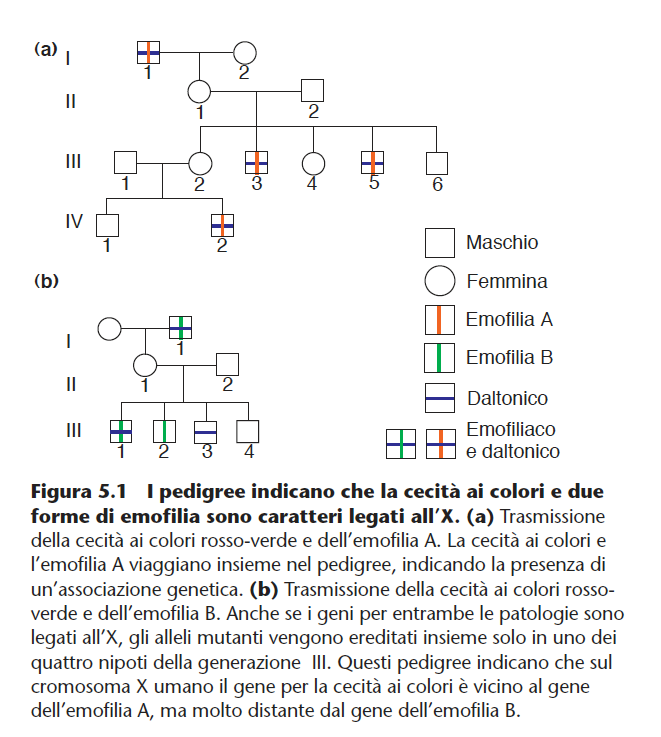 (a)
I
1
2
II
1
2
III
1
2
3
4
5
6
IV
1
2
Maschio
(b)
Femmina
Emofilia A
I
1
Emofilia B
II
1
2
Daltonico
III
1
2
3
4
Emofiliaco
e daltonico
Figura 5.1 I pedigree indicano che la cecità ai colori e due
forme di emofilia sono caratteri legati all’X. (a) Trasmissione
della cecità ai colori rosso-verde e dell’emofilia A. La cecità ai colori e
l’emofilia A viaggiano insieme nel pedigree, indicando la presenza di
un’associazione genetica. (b) Trasmissione della cecità ai colori rosso-
verde e dell’emofilia B. Anche se i geni per entrambe le patologie sono
legati all’X, gli alleli mutanti vengono ereditati insieme solo in uno dei
quattro nipoti della generazione III. Questi pedigree indicano che sul
cromosoma X umano il gene per la cecità ai colori è vicino al gene
dell’emofilia A, ma molto distante dal gene dell’emofilia B.